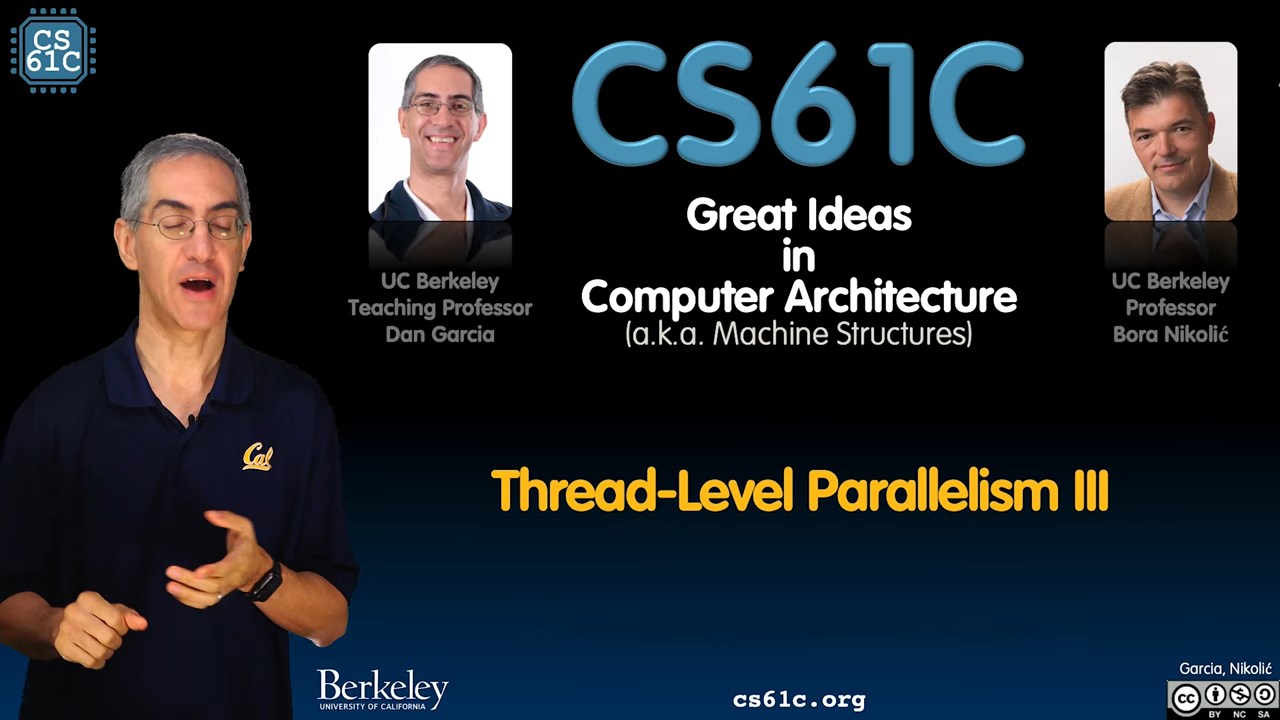 CS
61C
CS61C
Great Ideas
in
Computer Architecture
(a.k.a. Machine Structures)
UC Berkeley
Teaching Professor
Dan Garcia
UC Berkeley
Professor
Bora Nikolić
Cal
Thread-Level Parallelism III
Berkeley
UNIVERSITY OF CALIFORNIA
cs61c.org
Garcia, Nikolić
cc
BY NC SA